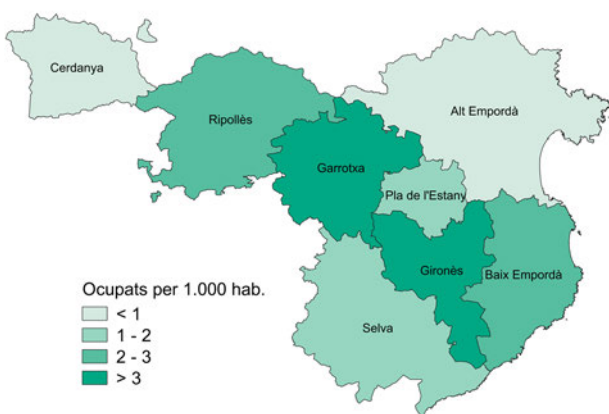 Cerdanya
Ripollès
Alt Empordà
Garrotxa
Pla de l'Estany
Gironès
Baix Empordà
Selva
Ocupats per 1.000 hab.
< 1
1 - 2
2 - 3
> 3